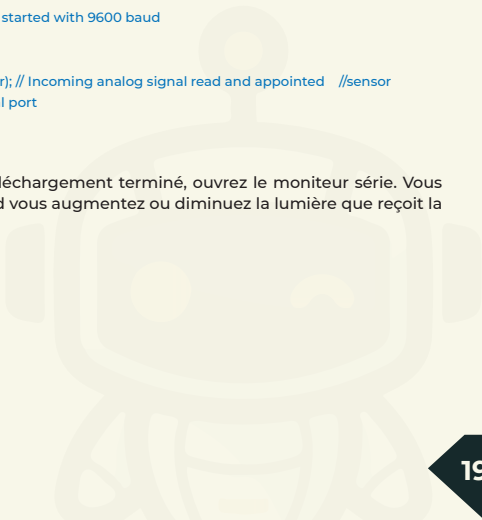 started with 9600 baud
r); // Incoming analog signal read and appointed //sensor
l port
léchargement terminé, ouvrez le moniteur série. Vous
d vous augmentez ou diminuez la lumière que reçoit la
19